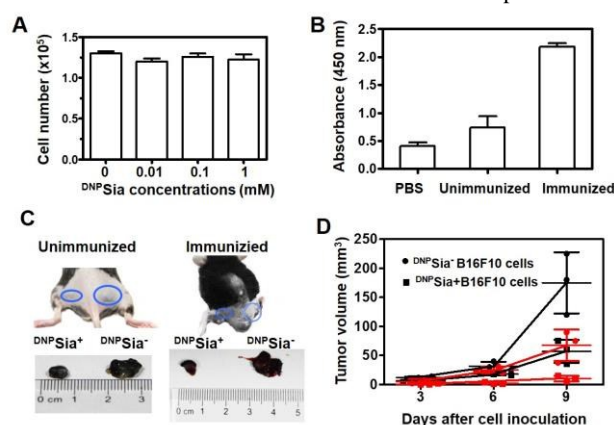 A
Cell number (x10⁵)
1.5
1.0
0.5
0.0
0 0.01 0.1 1
DNPSia concentrations (mM)
B
Absorbance (450 nm)
2.5
2.0
1.5
1.0
0.5
0.0
PBS Unimmunized Immunized
C
Unimmunized Immunizied
DNPSia⁺ DNPSia⁻ DNPSia⁺ DNPSia⁻
0 cm 1 2 3
0 cm 1 2 3 4 5
D
Tumor volume (mm³)
250
200
150
100
50
0
DNPSia⁻ B16F10 cells
DNPSia+B16F10 cells
3 6 9
Days after cell inoculation